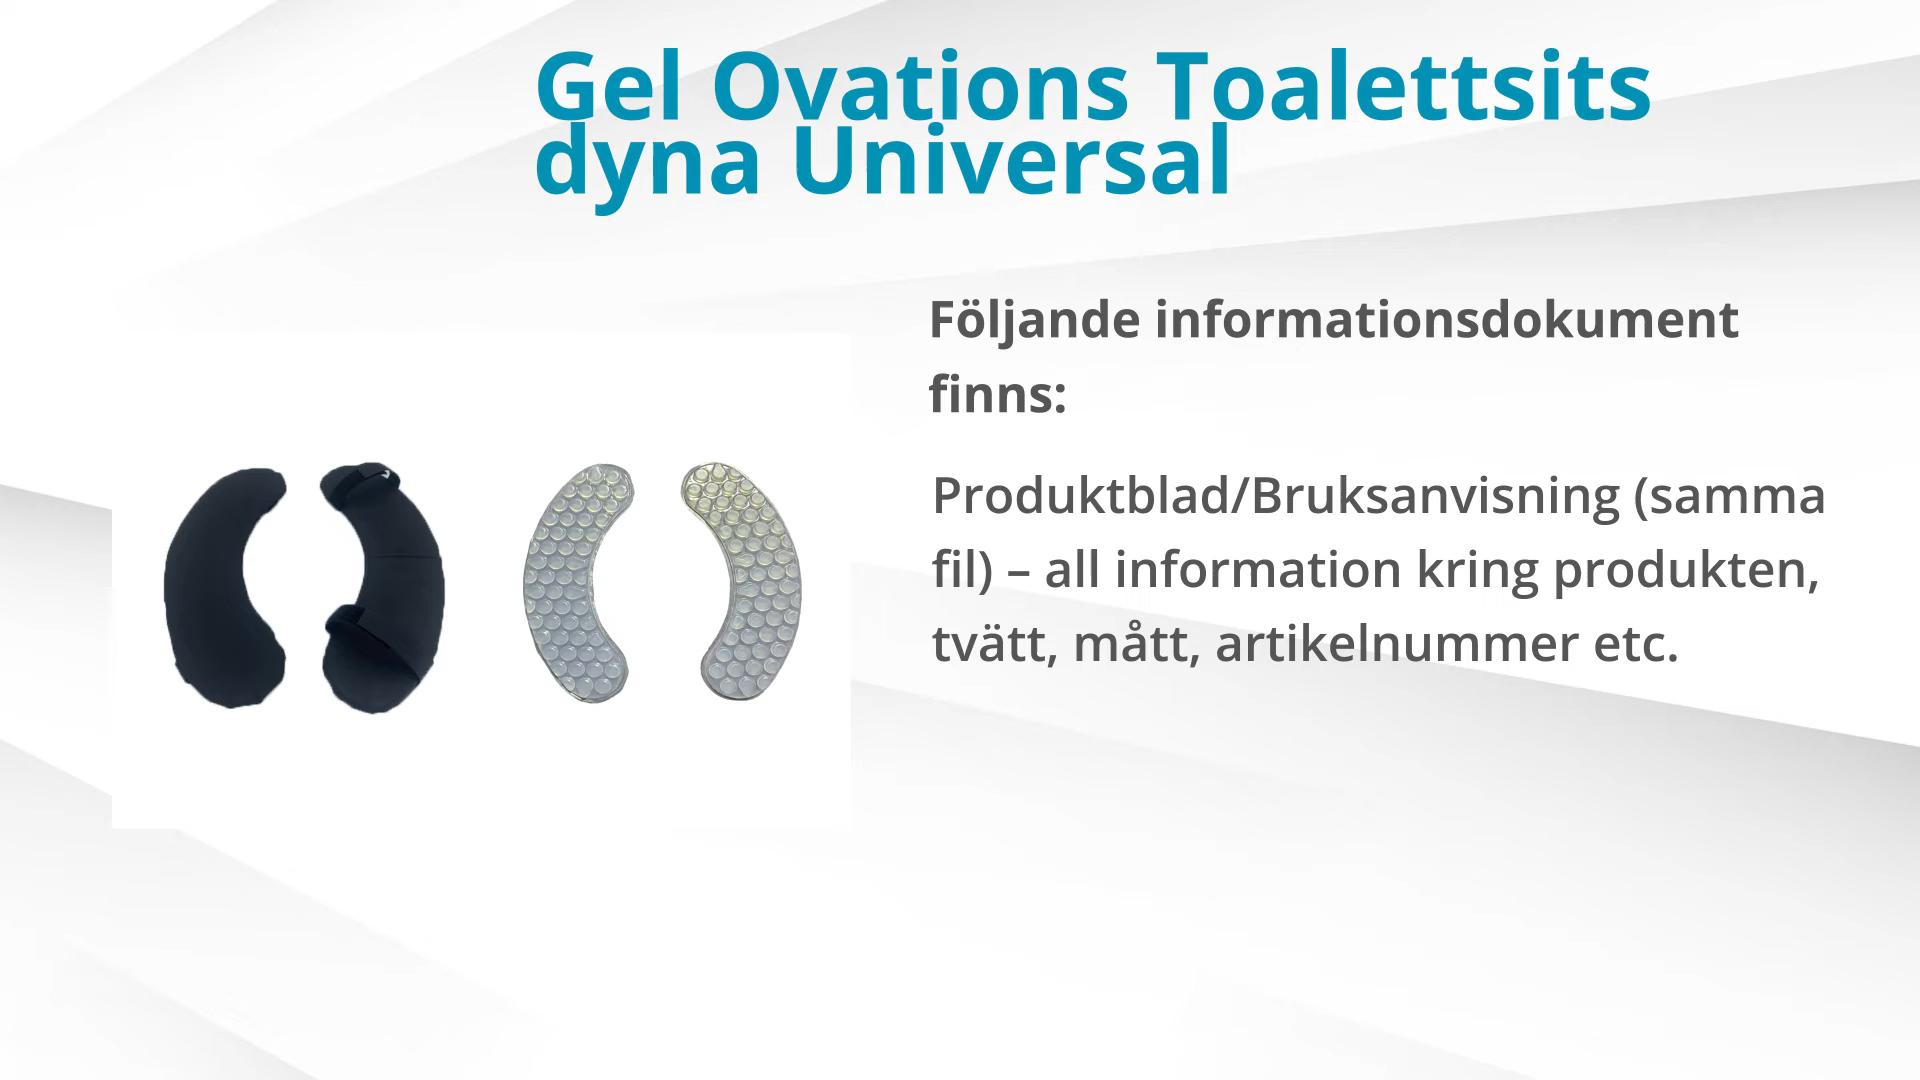 Gel Ovations Toalettsits
dyna Universal
Följande informationsdokument
finns:
Produktblad/Bruksanvisning (samma
fil) – all information kring produkten,
tvätt, mått, artikelnummer etc.